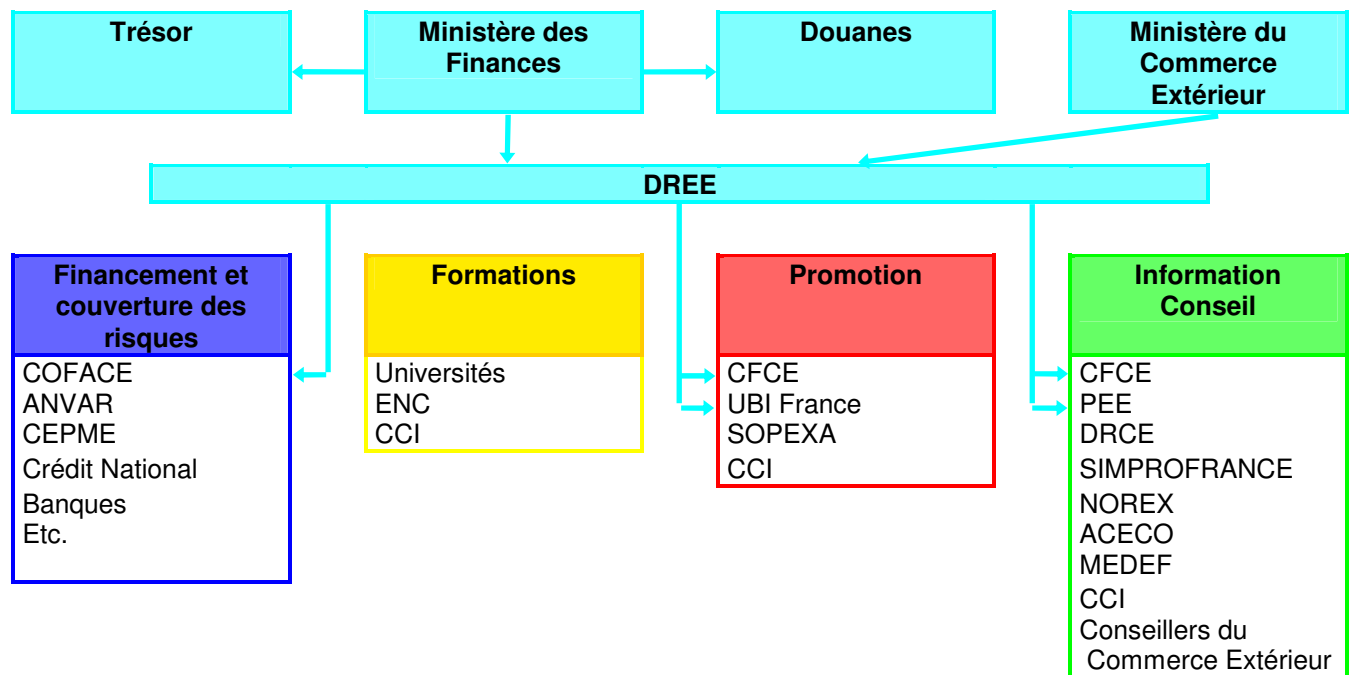 Trésor
Ministère des
Finances
Douanes
Ministère du
Commerce
Extérieur
DREE
Financement et
couverture des
risques
COFACE
ANVAR
CEPME
Crédit National
Banques
Etc.
Formations
Universités
ENC
CCI
Promotion
CFCE
UBI France
SOPEXA
CCI
Information
Conseil
CFCE
PEE
DRCE
SIMPROFRANCE
NOREX
ACECO
MEDEF
CCI
Conseillers du
Commerce Extérieur